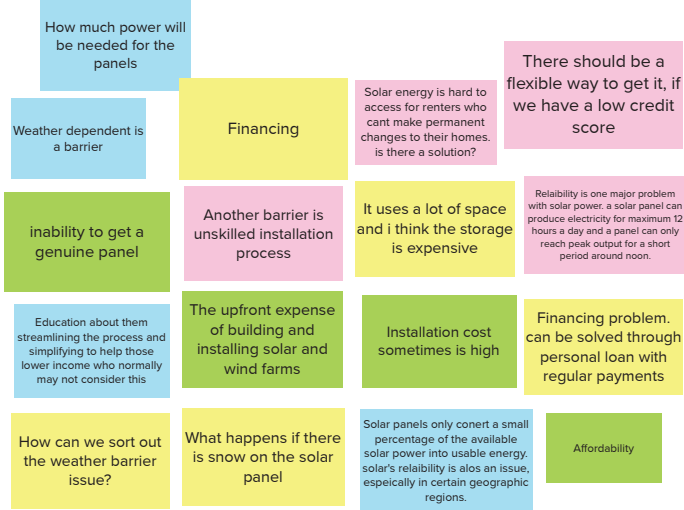 How much power will
be needed for the
panels
There should be a
flexible way to get it, if
we have a low credit
score
Weather dependent is
a barrier
Financing
Solar energy is hard to
access for renters who
cant make permanent
changes to their homes.
is there a solution?
inability to get a
genuine panel
Another barrier is
unskilled installation
process
It uses a lot of space
and i think the storage
is expensive
Relaibility is one major problem
with solar power. a solar panel can
produce electricity for maximum 12
hours a day and a panel can only
reach peak output for a short
period around noon.
Education about them
streamlining the process and
simplifying to help those
lower income who normally
may not consider this
The upfront expense
of building and
installing solar and
wind farms
Installation cost
sometimes is high
Financing problem.
can be solved through
personal loan with
regular payments
How can we sort out
the weather barrier
issue?
What happens if there
is snow on the solar
panel
Solar panels only conert a small
percentage of the available
solar power into usable energy.
solar's relaibility is alos an issue,
espeically in certain geographic
regions.
Affordability